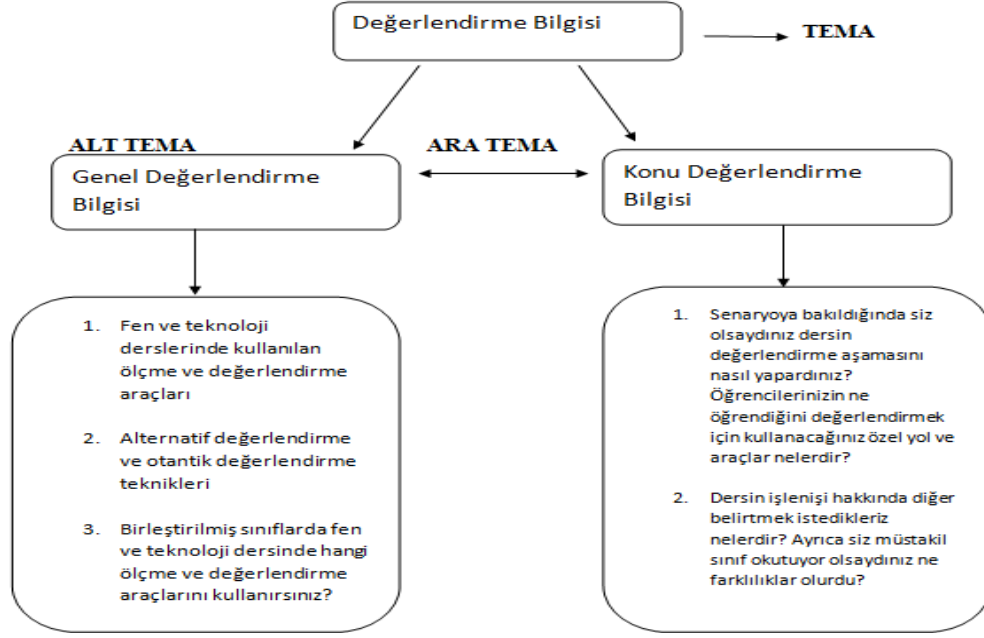 Değerlendirme Bilgisi
TEMA
ALT TEMA
ARA TEMA
Genel Değerlendirme
Bilgisi
Konu Değerlendirme
Bilgisi
1. Fen ve teknoloji
derslerinde kullanılan
ölçme ve değerlendirme
araçları
2. Alternatif değerlendirme
ve otantik değerlendirme
teknikleri
3. Birleştirilmiş sınıflarda fen
ve teknoloji dersinde hangi
ölçme ve değerlendirme
araçlarını kullanırsınız?
1. Senaryoya bakıldığında siz
olsaydınız dersin
değerlendirme aşamasını
nasıl yapardınız?
Öğrencilerinizin ne
öğrendiğini değerlendirmek
için kullanacağınız özel yol ve
araçlar nelerdir?
2. Dersin işlenişi hakkında diğer
belirtmek istedikleriz
nelerdir? Ayrıca siz müstakil
sınıf okutuyor olsaydınız ne
farklılıklar olurdu?